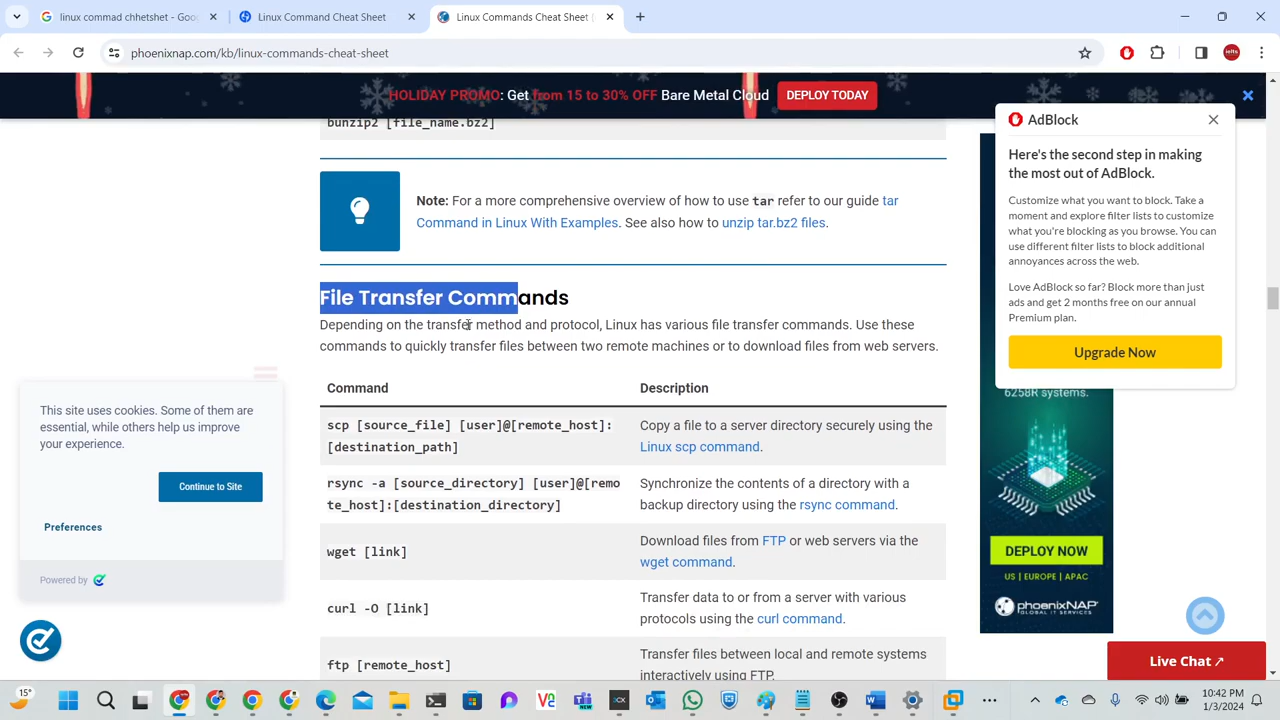 linux commad chhetshet - G
Linux Command Cheat Sheet
Linux Commands Cheat Sheet
phoenixnap.com/kb/linux-commands-cheat-sheet
ielts
HOLIDAY PROMO: Get from 15 to 30% OFF Bare Metal Cloud
DEPLOY TODAY
bunzip2 [file_name.bz2]
Note: For a more comprehensive overview of how to use tar refer to our guide tar
Command in Linux With Examples. See also how to unzip tar.bz2 files.
File Transfer Commands
Depending on the transfer method and protocol, Linux has various file transfer commands. Use these
commands to quickly transfer files between two remote machines or to download files from web servers.
Command
Description
scp [source_file] [user]@[remote_host]:
[destination_path]
Copy a file to a server directory securely using the
Linux scp command.
rsync -a [source_directory] [user]@[remo
te_host]:[destination_directory]
Synchronize the contents of a directory with a
backup directory using the rsync command.
wget [link]
Download files from FTP or web servers via the
wget command.
curl -O [link]
Transfer data to or from a server with various
protocols using the curl command.
ftp [remote_host]
Transfer files between local and remote systems
interactively using FTP.
AdBlock
Here's the second step in making
the most out of AdBlock.
Customize what you want to block. Take a
moment and explore filter lists to customize
what you're blocking as you browse. You can
use different filter lists to block additional
annoyances across the web.
Love AdBlock so far? Block more than just
ads and get 2 months free on our annual
Premium plan.
Upgrade Now
6258R systems.
DEPLOY NOW
US | EUROPE | APAC
phoenixNAP
GLOBAL IT SERVICES
This site uses cookies. Some of them are
essential, while others help us improve
your experience.
Continue to Site
Preferences
Powered by
Live Chat
15°
10:42 PM
1/3/2024